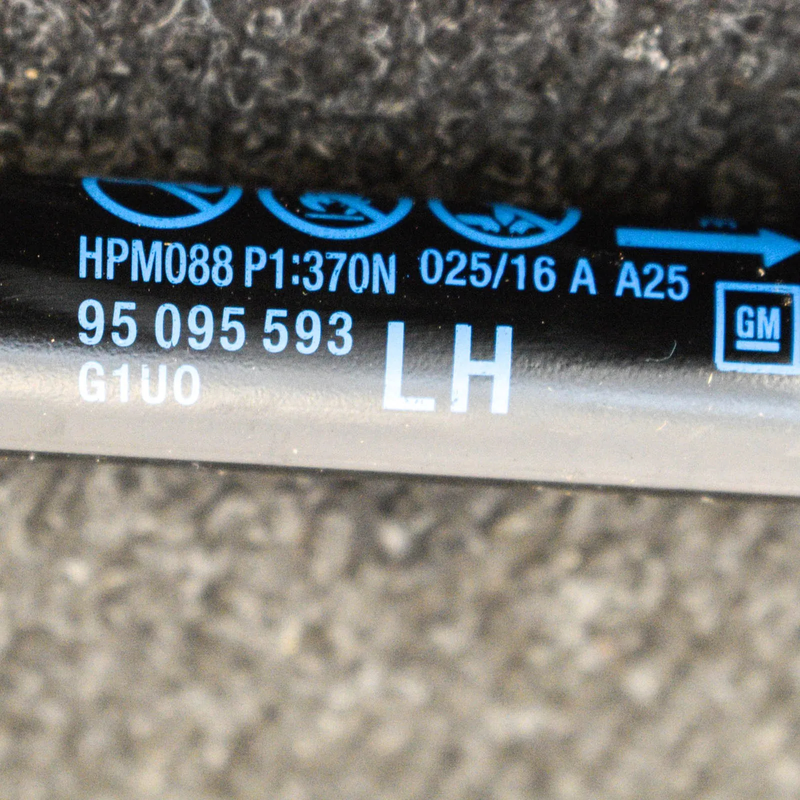 HPM088 P1:370N 025/16 A A25
95 095 593 LH
G1U0
GM